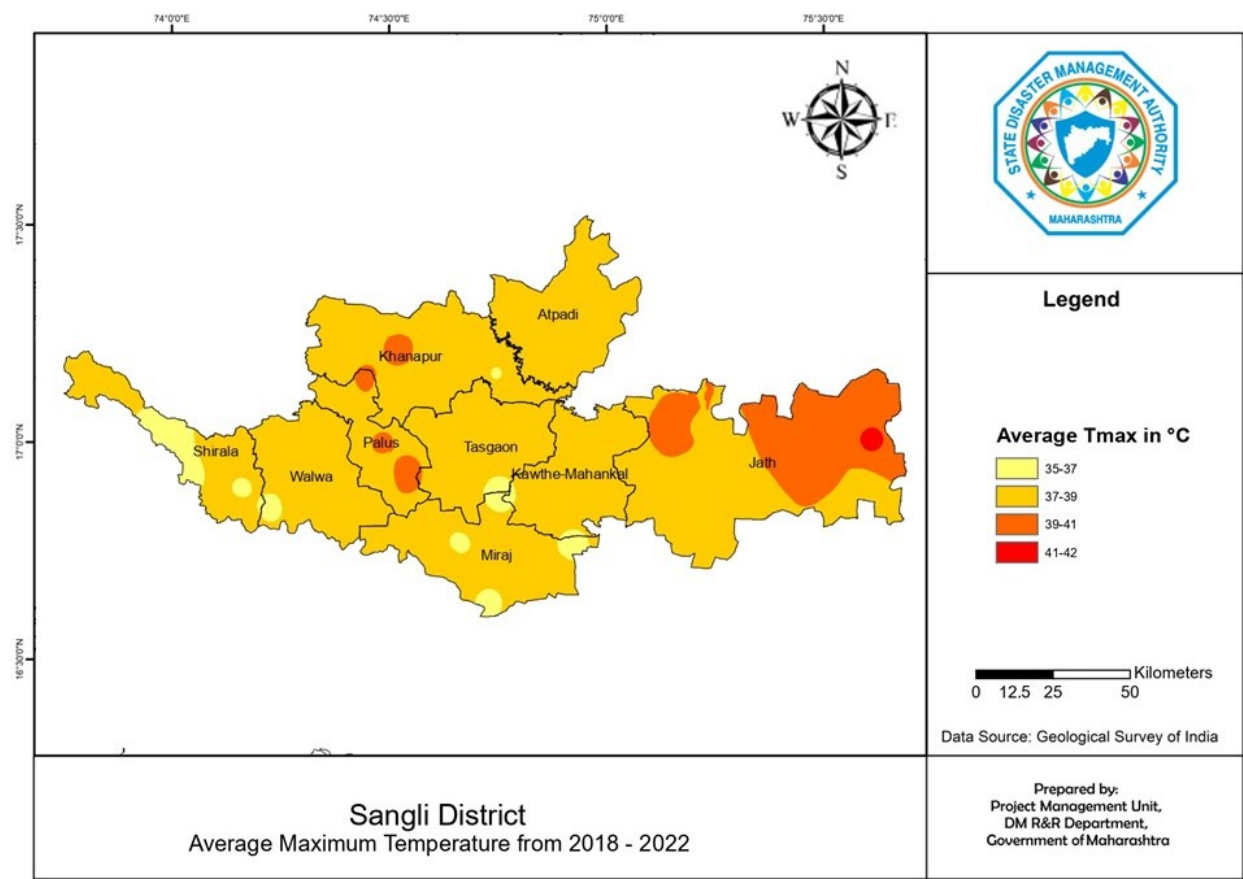 74°0'0"E
74°30'0"E
75°0'0"E
75°30'0"E
17°30'0"N
17°0'0"N
16°30'0"N
N
W
E
S
Atpadi
Khanapur
Shirala
Walwa
Palus
Tasgaon
Kawthe-Mahankal
Jath
Miraj
STATE DISASTER MANAGEMENT AUTHORITY
MAHARASHTRA
Legend
Average Tmax in °C
35-37
37-39
39-41
41-42
Kilometers
0 12.5 25 50
Data Source: Geological Survey of India
Sangli District
Average Maximum Temperature from 2018 - 2022
Prepared by:
Project Management Unit,
DM R&R Department,
Government of Maharashtra